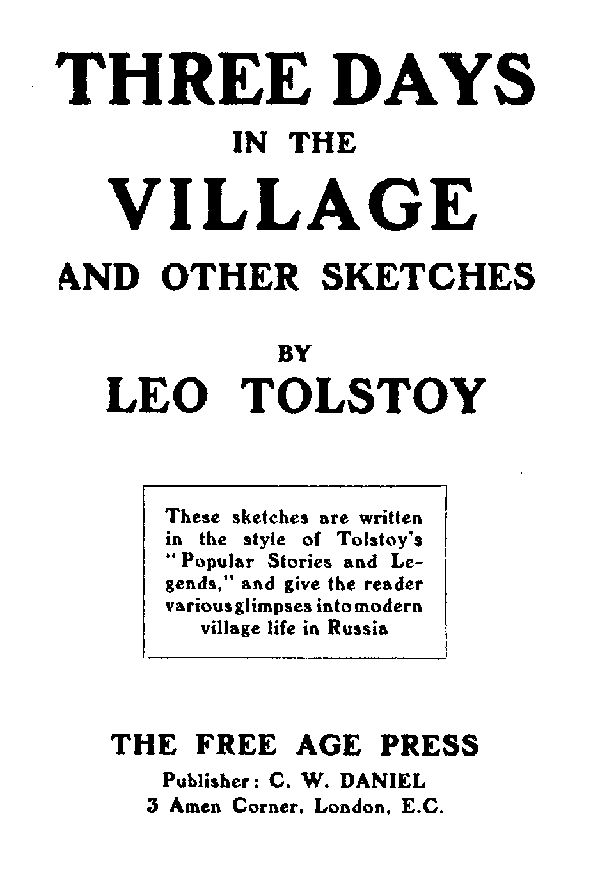 THREE DAYS
IN THE
VILLAGE
AND OTHER SKETCHES
BY
LEO TOLSTOY
These sketches are written
in the style of Tolstoy's
"Popular Stories and Le-
gends," and give the reader
various glimpses into modern
village life in Russia
THE FREE AGE PRESS
Publisher: C. W. DANIEL
3 Amen Corner, London, E.C.